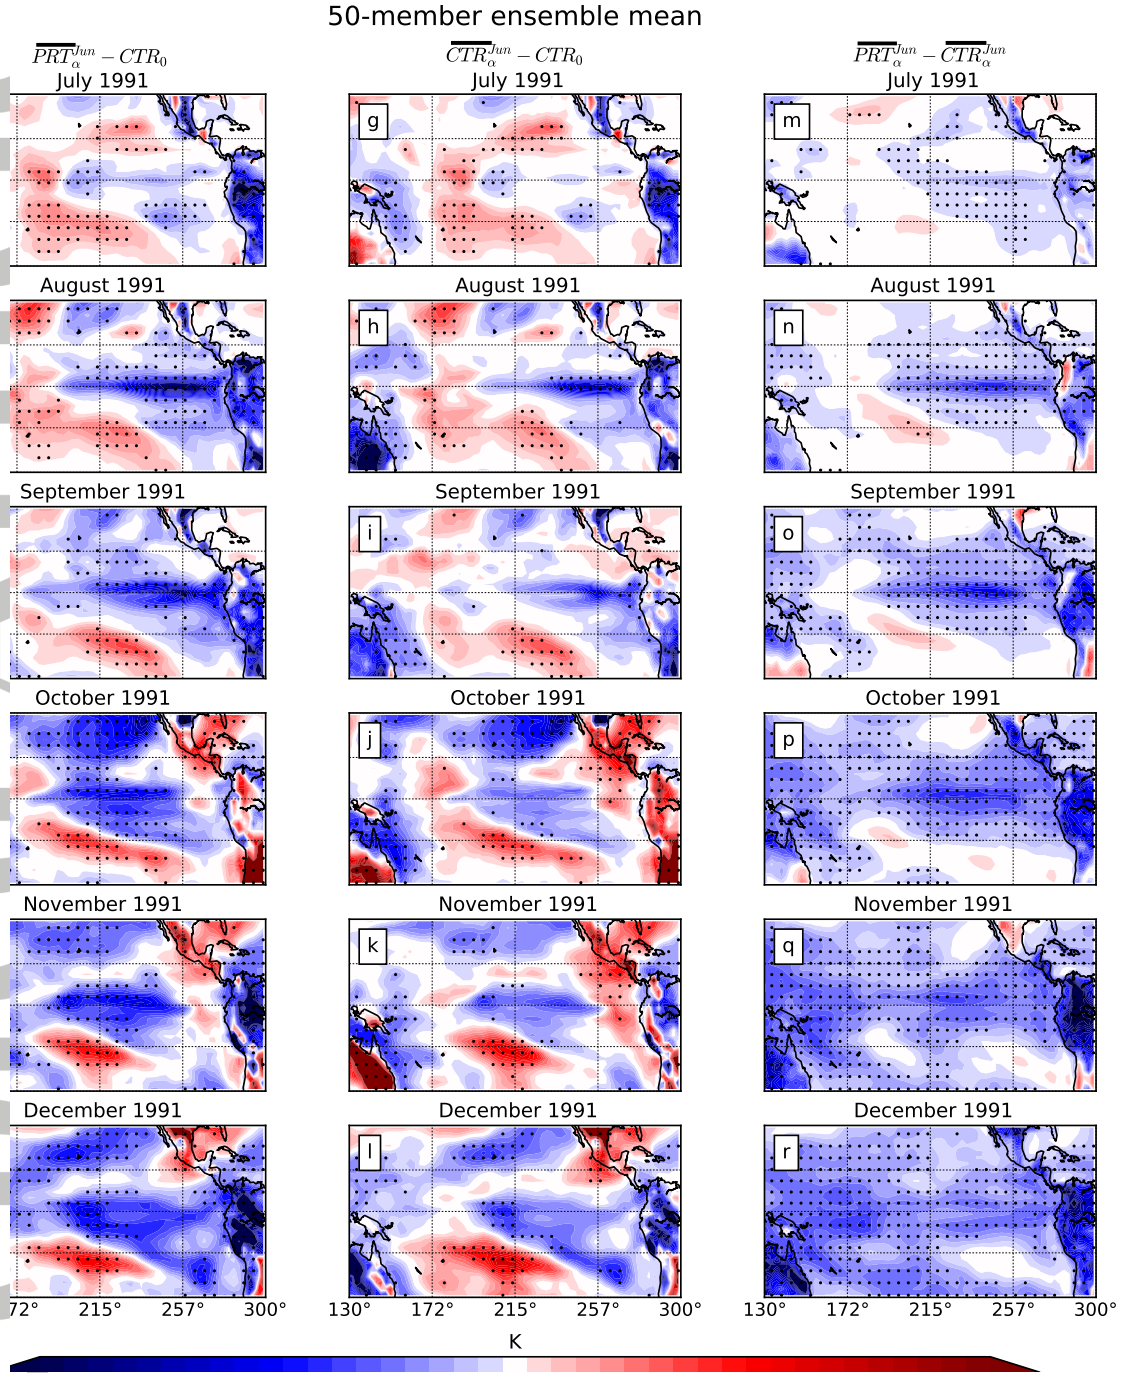 50-member ensemble mean
PRT_α^Jun − CTR_0
CTR_α^Jun − CTR_0
PRT_α^Jun − CTR_α^Jun
July 1991
July 1991
July 1991
g
m
August 1991
August 1991
August 1991
h
n
September 1991
September 1991
September 1991
i
o
October 1991
October 1991
October 1991
j
p
November 1991
November 1991
November 1991
k
q
December 1991
December 1991
December 1991
l
r
72° 215° 257° 300°
130° 172° 215° 257° 300°
130° 172° 215° 257° 300°
K